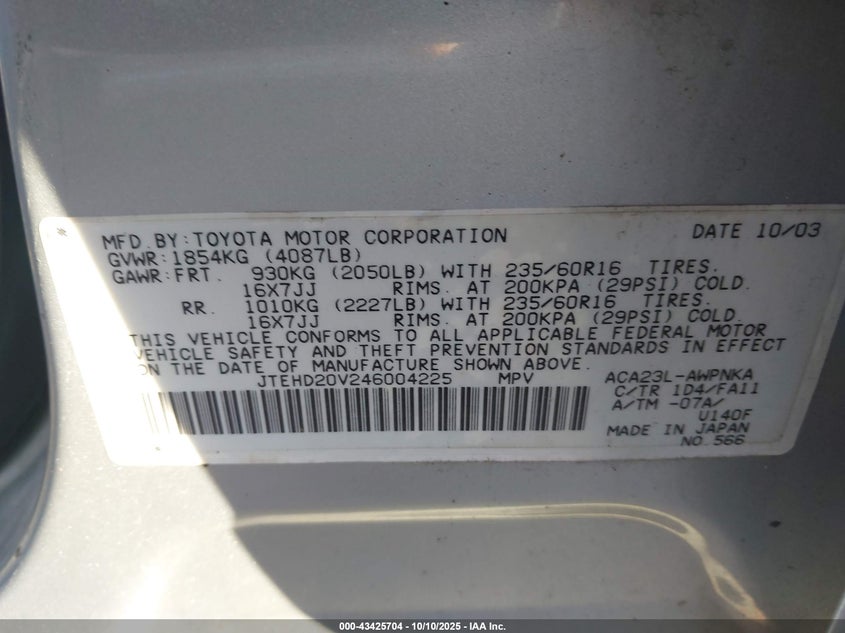 MFD.BY:TOYOTA MOTOR CORPORATION DATE 10/03
GVWR:1854KG (4087LB)
GAWR:FRT. 930KG (2050LB) WITH 235/60R16 TIRES.
16X7JJ RIMS. AT 200KPA (29PSI) COLD.
RR. 1010KG (2227LB) WITH 235/60R16 TIRES.
16X7JJ RIMS. AT 200KPA (29PSI) COLD.
THIS VEHICLE CONFORMS TO ALL APPLICABLE FEDERAL MOTOR
VEHICLE SAFETY AND THEFT PREVENTION STANDARDS IN EFFECT
ON THE DATE OF MANUFACTURE SHOWN ABOVE.
JTEHD20V246004225 MPV ACA23L-AWPNKA
C/TR 1D4/FA11
A/TM -07A/
U140F
MADE IN JAPAN
NO.566
000-43425704 - 10/10/2025 - IAA Inc.